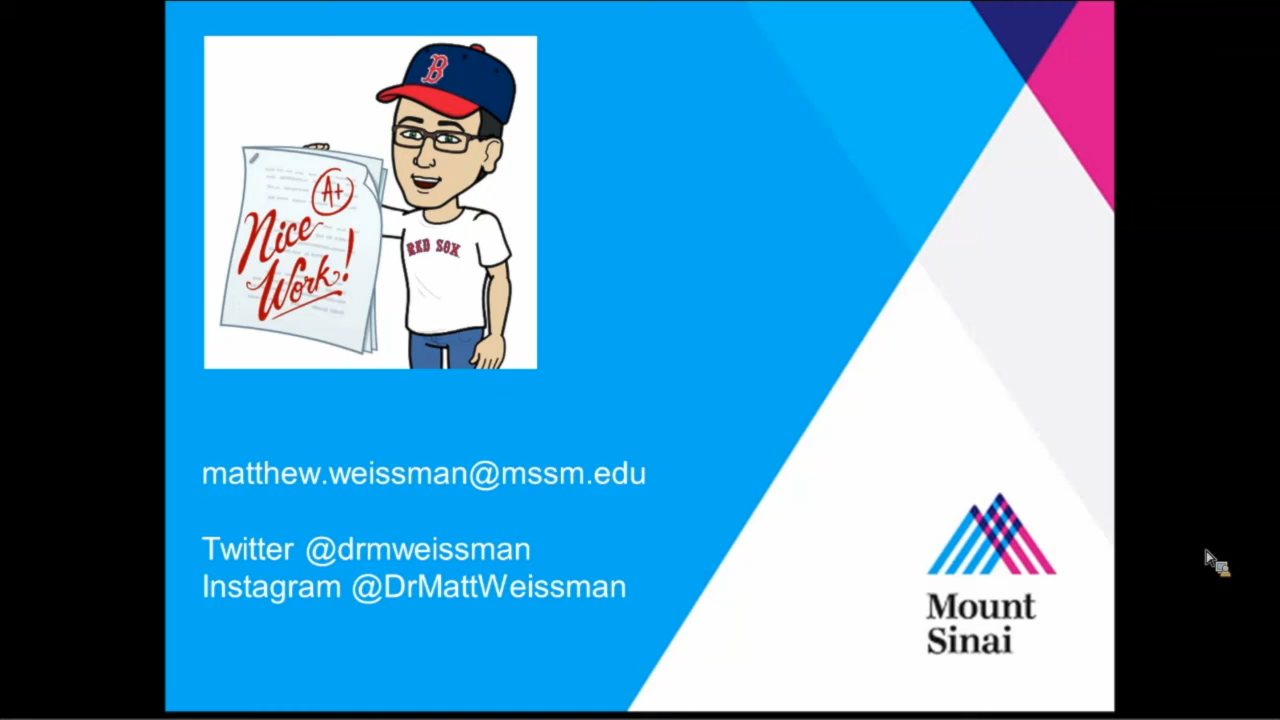 B
A+
Nice
Work!
RED SOX
matthew.weissman@mssm.edu
Twitter @drmweissman
Instagram @DrMattWeissman
Mount
Sinai